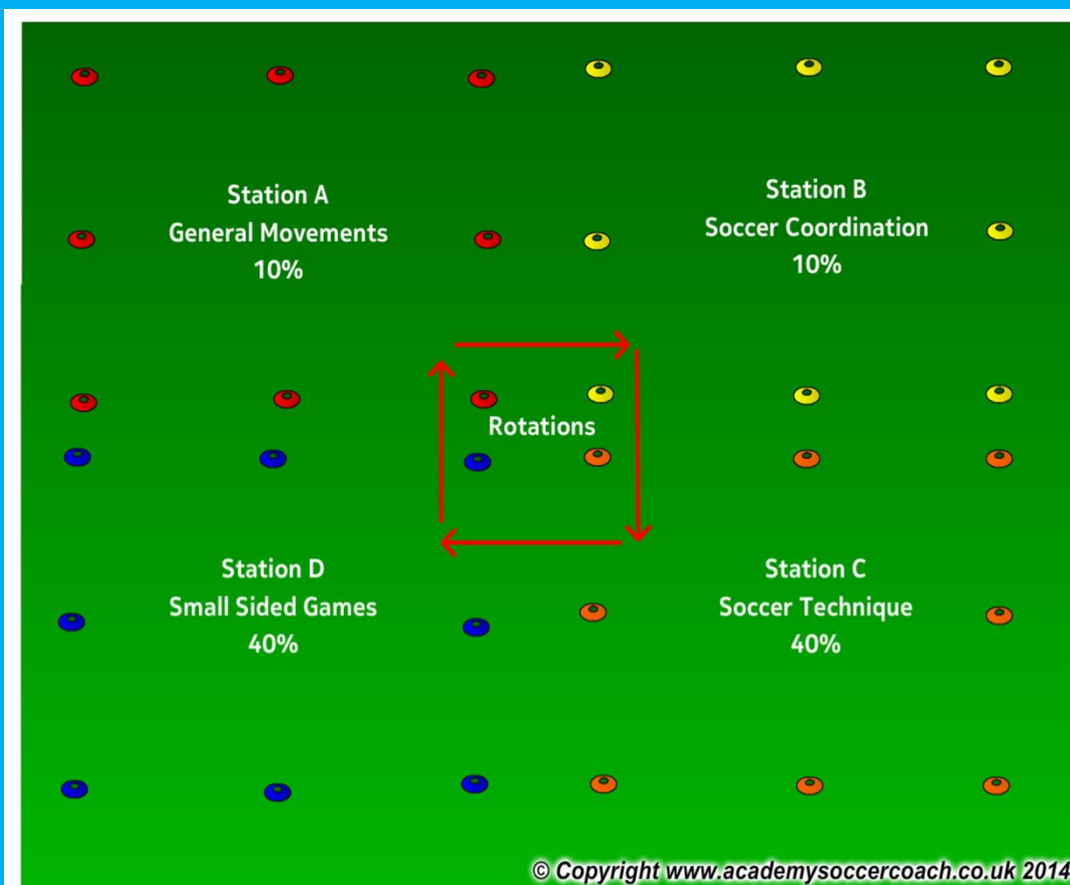 Station A
General Movements
10%
Station B
Soccer Coordination
10%
Rotations
Station D
Small Sided Games
40%
Station C
Soccer Technique
40%
© Copyright www.academysoccercoach.co.uk 2014